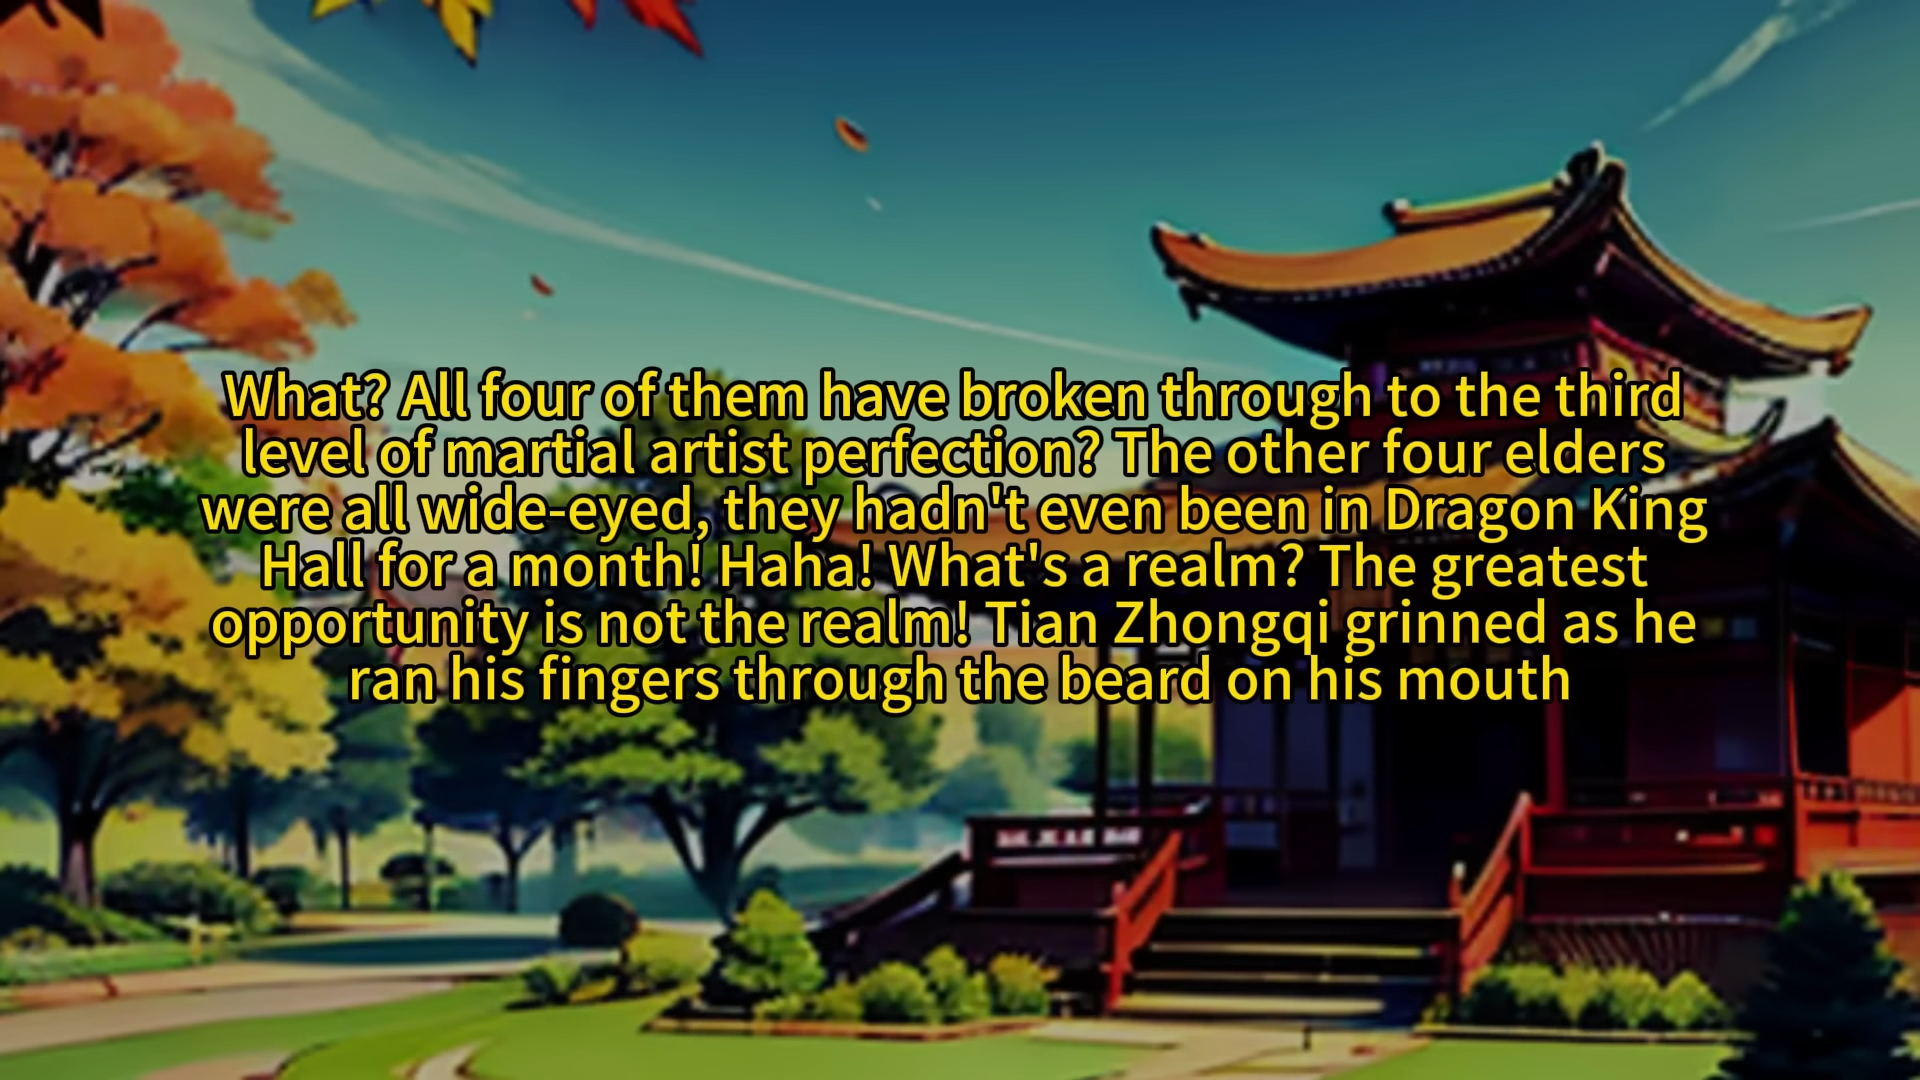 What? All four of them have broken through to the third
level of martial artist perfection? The other four elders
were all wide-eyed, they hadn't even been in Dragon King
Hall for a month! Haha! What's a realm? The greatest
opportunity is not the realm! Tian Zhongqi grinned as he
ran his fingers through the beard on his mouth